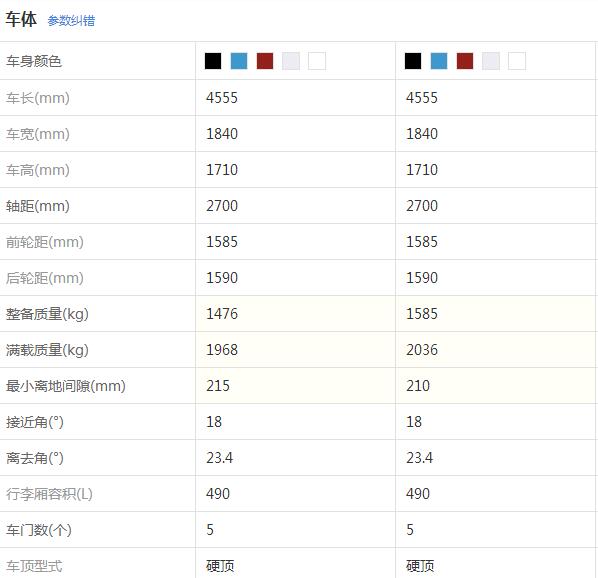 车体 参数纠错
车身颜色
车长(mm) 4555 4555
车宽(mm) 1840 1840
车高(mm) 1710 1710
轴距(mm) 2700 2700
前轮距(mm) 1585 1585
后轮距(mm) 1590 1590
整备质量(kg) 1476 1585
满载质量(kg) 1968 2036
最小离地间隙(mm) 215 210
接近角(°) 18 18
离去角(°) 23.4 23.4
行李厢容积(L) 490 490
车门数(个) 5 5
车顶型式 硬顶 硬顶